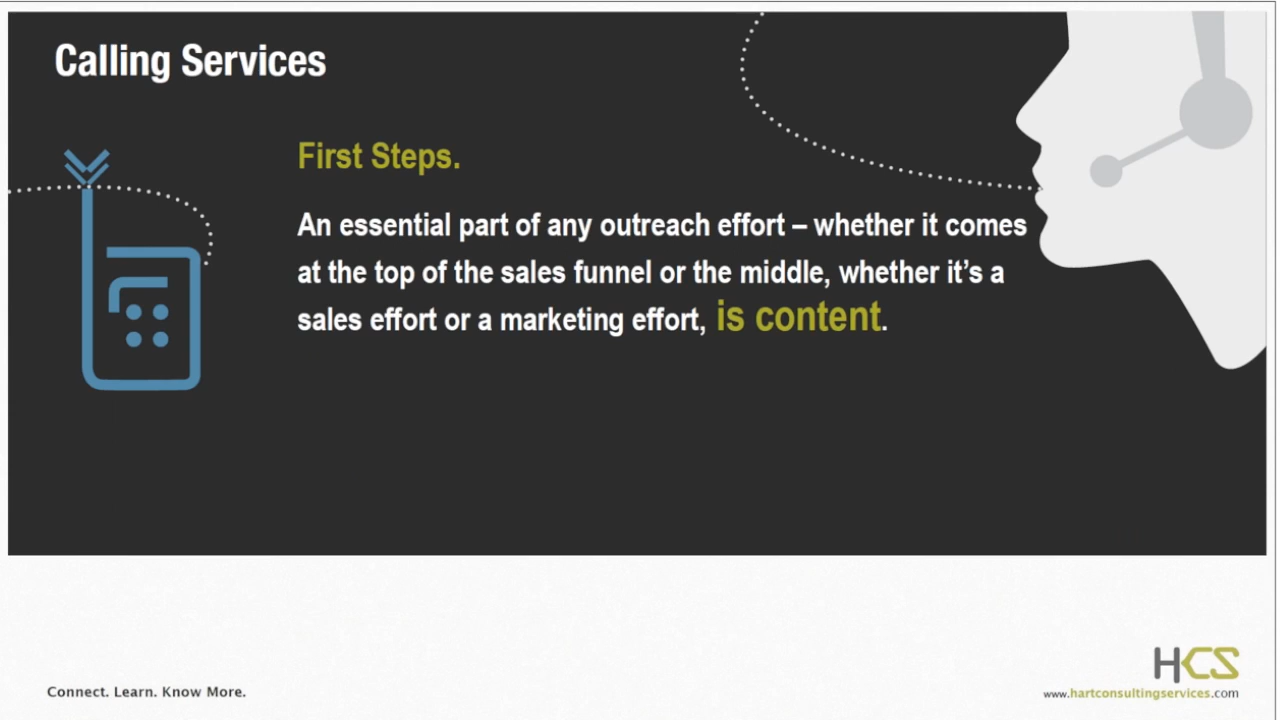 Calling Services
First Steps.
An essential part of any outreach effort – whether it comes
at the top of the sales funnel or the middle, whether it’s a
sales effort or a marketing effort, is content.
HCS
Connect. Learn. Know More.
www.hartconsultingservices.com